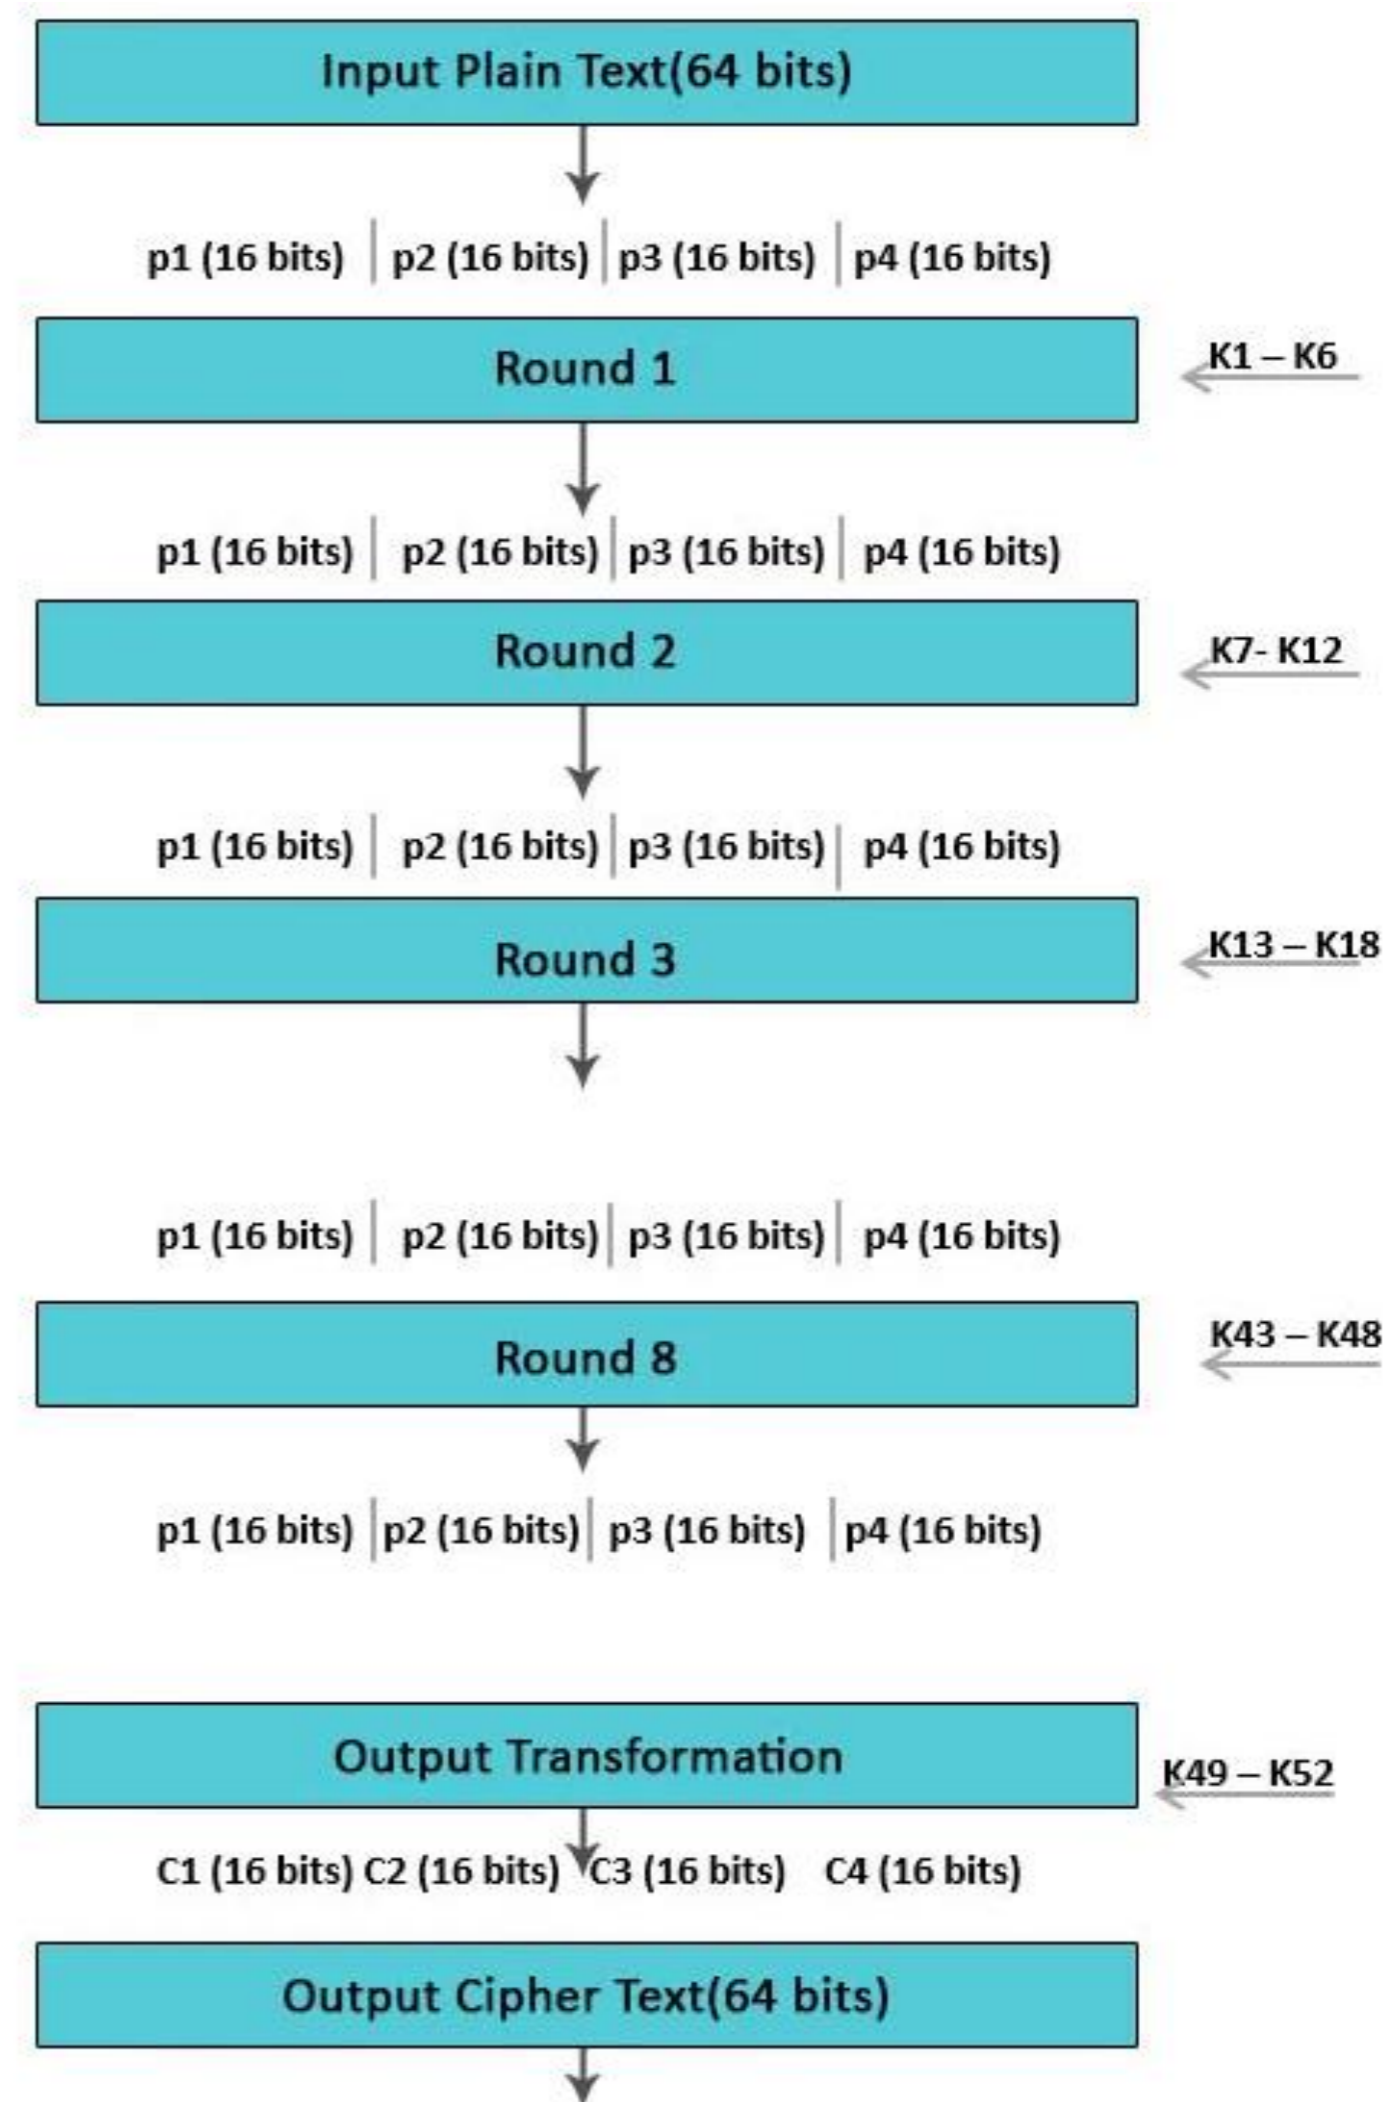 Input Plain Text(64 bits)
p1 (16 bits) p2 (16 bits) p3 (16 bits) p4 (16 bits)
Round 1
K1 – K6
p1 (16 bits) p2 (16 bits) p3 (16 bits) p4 (16 bits)
Round 2
K7- K12
p1 (16 bits) p2 (16 bits) p3 (16 bits) p4 (16 bits)
Round 3
K13 – K18
p1 (16 bits) p2 (16 bits) p3 (16 bits) p4 (16 bits)
Round 8
K43 – K48
p1 (16 bits) p2 (16 bits) p3 (16 bits) p4 (16 bits)
Output Transformation
K49 – K52
C1 (16 bits) C2 (16 bits) C3 (16 bits) C4 (16 bits)
Output Cipher Text(64 bits)